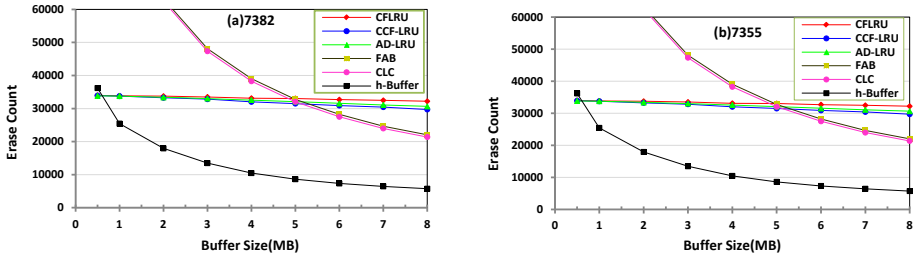 (a)7382
CFLRU
CCF-LRU
AD-LRU
FAB
CLC
h-Buffer
60000
50000
40000
30000
20000
10000
0
Erase Count
0 1 2 3 4 5 6 7 8
Buffer Size(MB)
(b)7355
CFLRU
CCF-LRU
AD-LRU
FAB
CLC
h-Buffer
60000
50000
40000
30000
20000
10000
0
Erase Count
0 1 2 3 4 5 6 7 8
Buffer Size(MB)